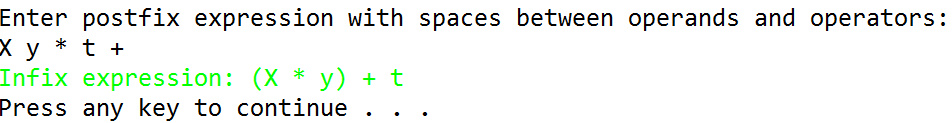 Enter postfix expression with spaces between operands and operators:
X y * t +
Infix expression: (X * y) + t
Press any key to continue . . .